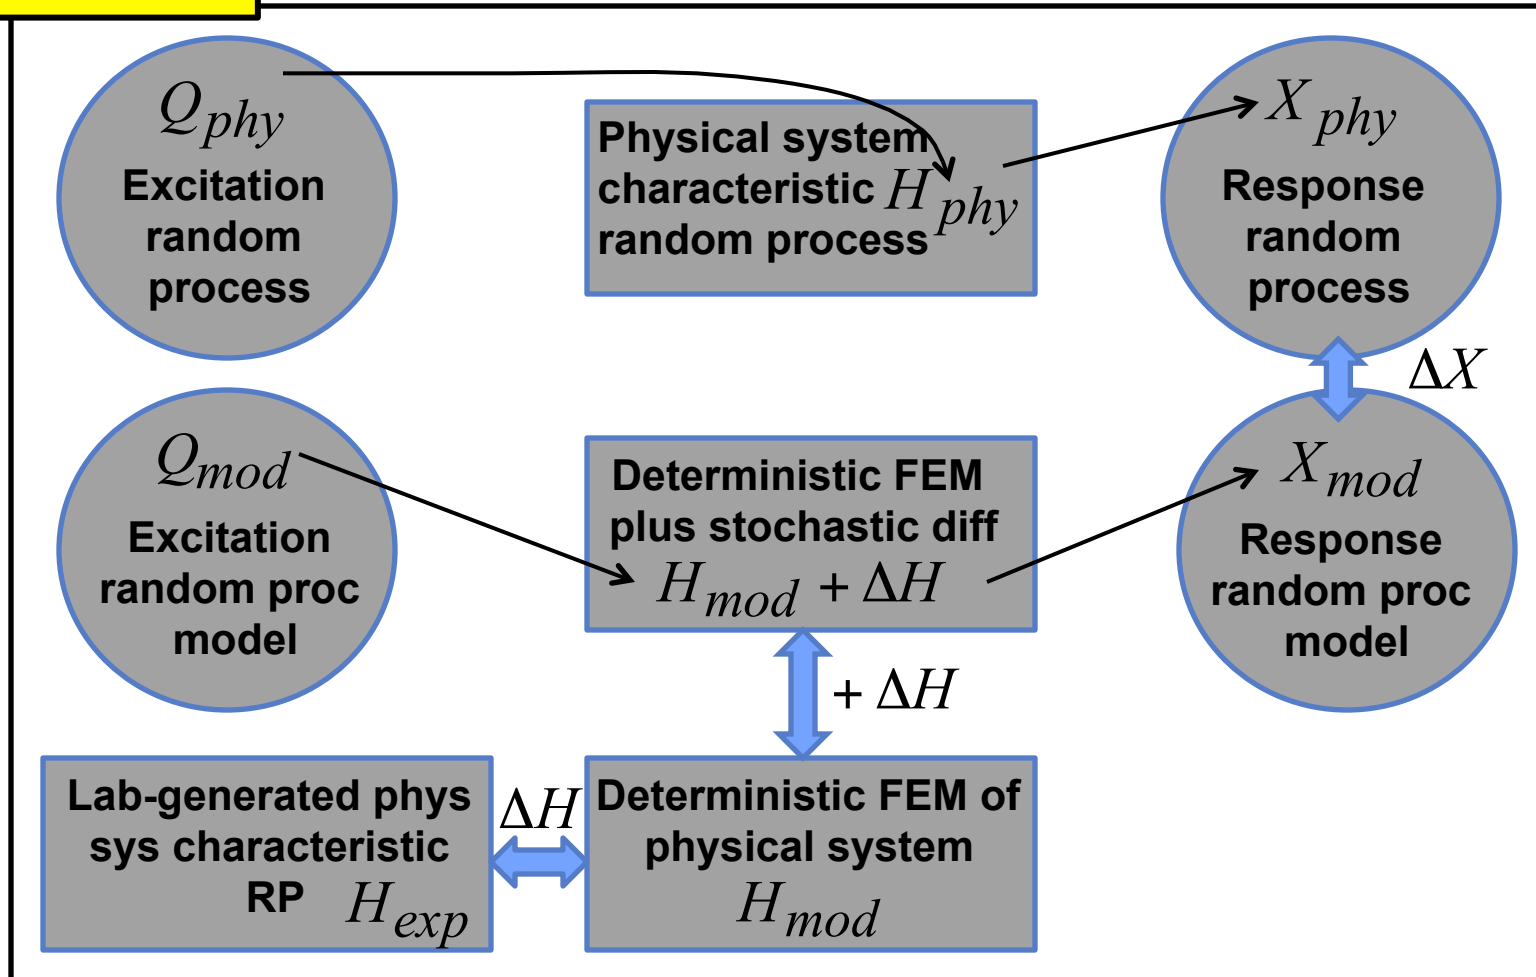 Q phy
Excitation
random
process
Physical system
characteristic H phy
random process
X phy
Response
random
process
ΔX
Q mod
Excitation
random proc
model
Deterministic FEM
plus stochastic diff
H mod + ΔH
X mod
Response
random proc
model
+ ΔH
Lab-generated phys
sys characteristic
RP H exp
ΔH
Deterministic FEM of
physical system
H mod